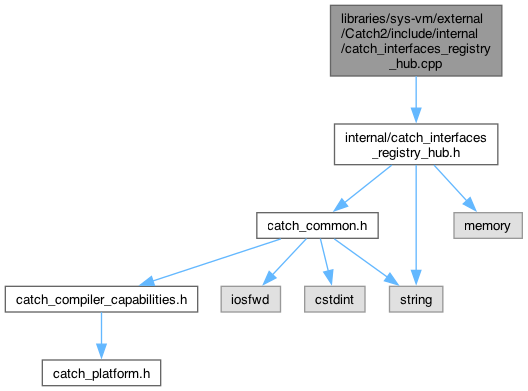 libraries/sys-vm/external
/Catch2/include/internal
/catch_interfaces_registry
_hub.cpp
internal/catch_interfaces
_registry_hub.h
catch_common.h
memory
catch_compiler_capabilities.h
iosfwd
cstdint
string
catch_platform.h